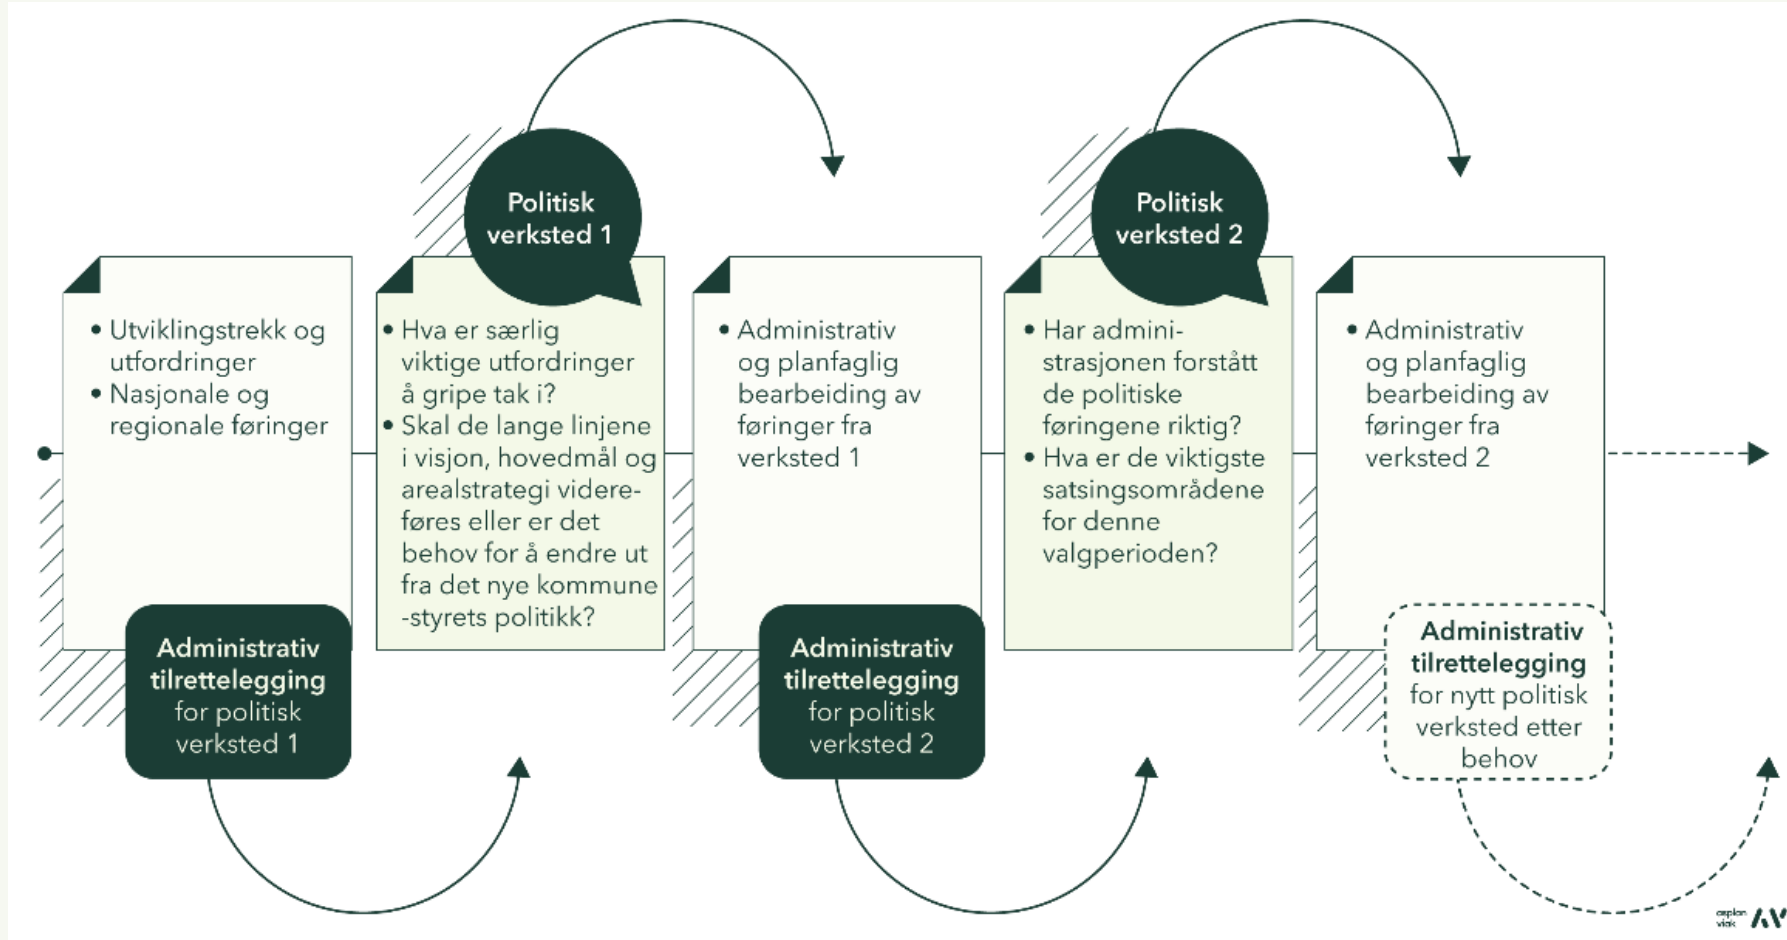 Politisk
verksted 1
Politisk
verksted 2
• Utviklingstrekk og
utfordringer
• Nasjonale og
regionale føringer
Administrativ
tilrettelegging
for politisk
verksted 1
• Hva er særlig
viktige utfordringer
å gripe tak i?
• Skal de lange linjene
i visjon, hovedmål og
arealstrategi videre-
føres eller er det
behov for å endre ut
fra det nye kommune
-styrets politikk?
• Administrativ
og planfaglig
bearbeiding av
føringer fra
verksted 1
Administrativ
tilrettelegging
for politisk
verksted 2
• Har admini-
strasjonen forstått
de politiske
føringene riktig?
• Hva er de viktigste
satsingsområdene
for denne
valgperioden?
• Administrativ
og planfaglig
bearbeiding av
føringer fra
verksted 2
Administrativ
tilrettelegging
for nytt politisk
verksted etter
behov
asplan
viak